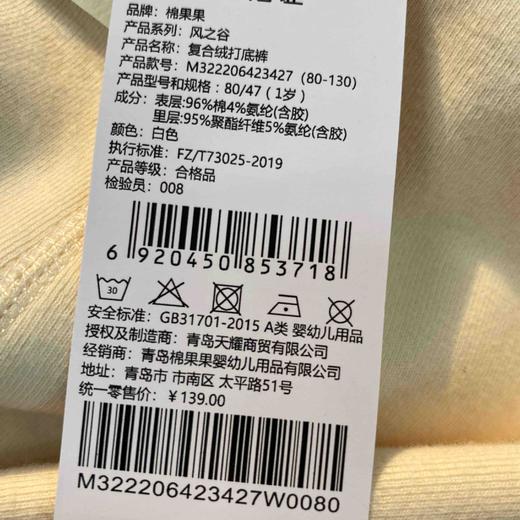 品牌：棉果果
产品系列：风之谷
产品名称：复合绒打底裤
产品款号：M322206423427（80-130）
产品型号和规格：80/47（1岁）
成分：表层:96%棉4%氨纶(含胶)
里层:95%聚酯纤维5%氨纶(含胶)
颜色：白色
执行标准：FZ/T73025-2019
产品等级：合格品
检验员：008
6 920450 853718
30
安全标准：GB31701-2015 A类 婴幼儿用品
授权及制造商：青岛天耀商贸有限公司
经销商：青岛棉果果婴幼儿用品有限公司
地址：青岛市 市南区 太平路51号
统一零售价：￥139.00
M322206423427W0080